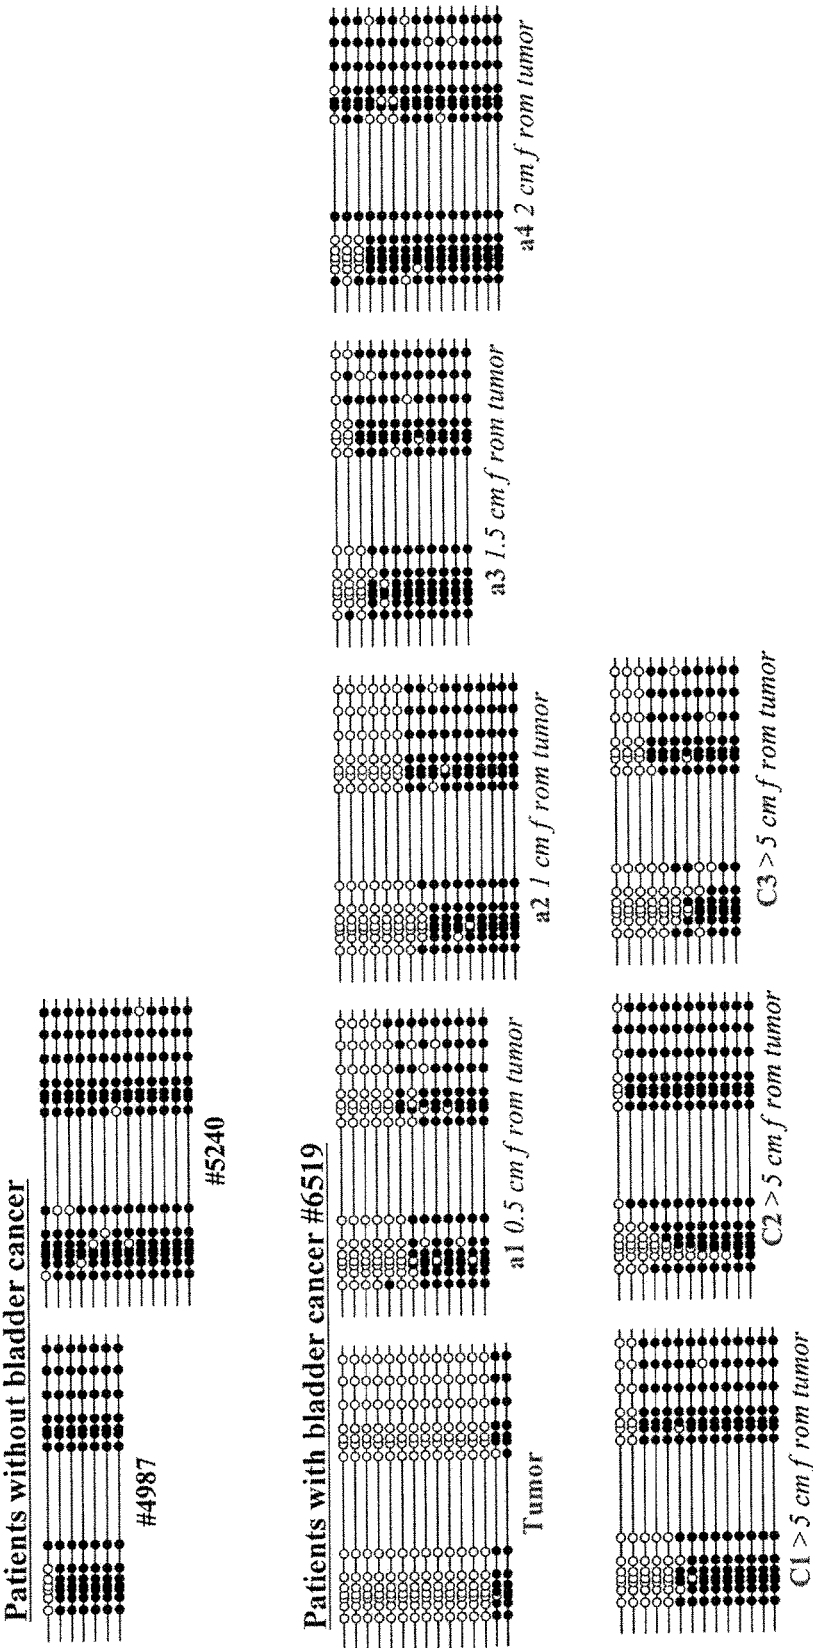 Patients without bladder cancer
#4987
#5240
Patients with bladder cancer #6519
Tumor
a1 0.5 cm f rom tumor
a2 1 cm f rom tumor
a3 1.5 cm f rom tumor
a4 2 cm f rom tumor
C1 > 5 cm f rom tumor
C2 > 5 cm f rom tumor
C3 > 5 cm f rom tumor